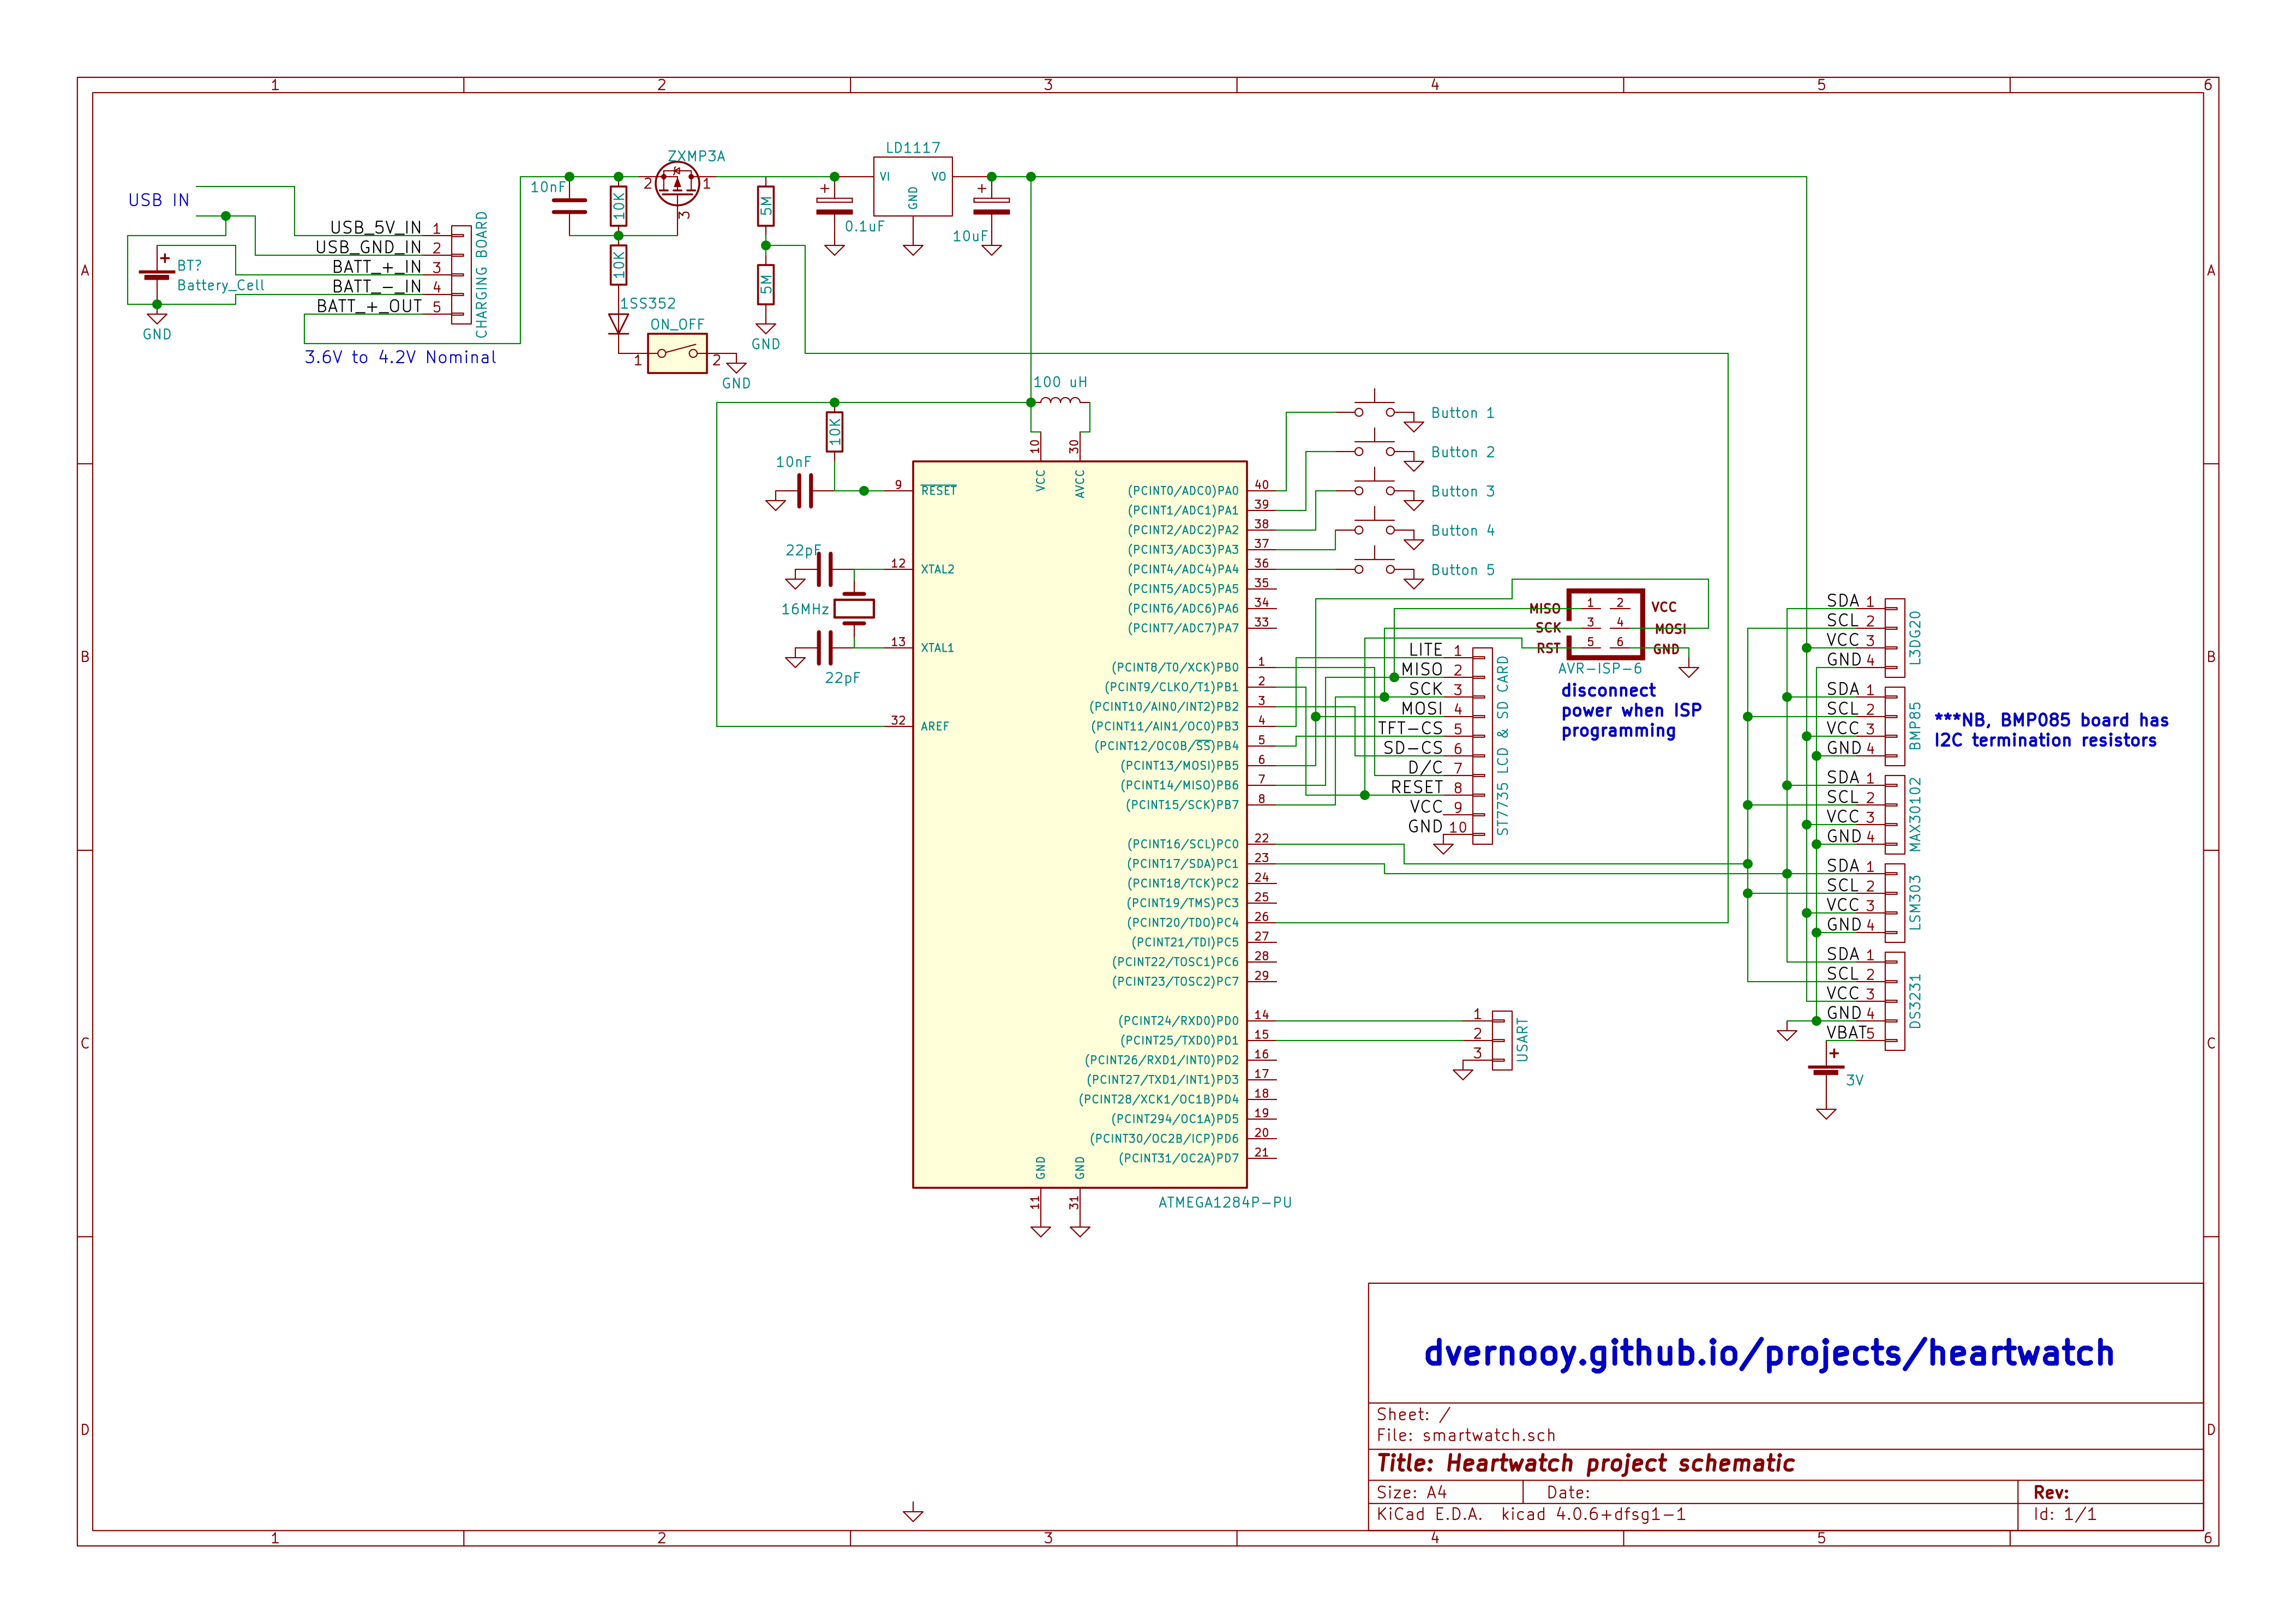 1 2 3 4 5 6
A A
B B
C C
D D
USB IN
USB_5V_IN 1
USB_GND_IN 2
BATT_+_IN 3
BATT_-_IN 4
BATT_+_OUT 5
CHARGING BOARD
+
BT?
Battery_Cell
GND
3.6V to 4.2V Nominal
10nF
10K
10K
ZXMP3A
2 1
3
1SS352
ON_OFF
1 2
GND
5M
5M
GND
+
0.1uF
LD1117
VI VO
GND
+
10uF
100 uH
10K
10nF
22pF
16MHz
22pF
10 30
VCC AVCC
9 RESET
12 XTAL2
13 XTAL1
32 AREF
(PCINT0/ADC0)PA0 40
(PCINT1/ADC1)PA1 39
(PCINT2/ADC2)PA2 38
(PCINT3/ADC3)PA3 37
(PCINT4/ADC4)PA4 36
(PCINT5/ADC5)PA5 35
(PCINT6/ADC6)PA6 34
(PCINT7/ADC7)PA7 33
(PCINT8/T0/XCK)PB0 1
(PCINT9/CLKO/T1)PB1 2
(PCINT10/AIN0/INT2)PB2 3
(PCINT11/AIN1/OC0)PB3 4
(PCINT12/OC0B/SS)PB4 5
(PCINT13/MOSI)PB5 6
(PCINT14/MISO)PB6 7
(PCINT15/SCK)PB7 8
(PCINT16/SCL)PC0 22
(PCINT17/SDA)PC1 23
(PCINT18/TCK)PC2 24
(PCINT19/TMS)PC3 25
(PCINT20/TDO)PC4 26
(PCINT21/TDI)PC5 27
(PCINT22/TOSC1)PC6 28
(PCINT23/TOSC2)PC7 29
(PCINT24/RXD0)PD0 14
(PCINT25/TXD0)PD1 15
(PCINT26/RXD1/INT0)PD2 16
(PCINT27/TXD1/INT1)PD3 17
(PCINT28/XCK1/OC1B)PD4 18
(PCINT294/OC1A)PD5 19
(PCINT30/OC2B/ICP)PD6 20
(PCINT31/OC2A)PD7 21
GND GND
11 31
ATMEGA1284P-PU
Button 1
Button 2
Button 3
Button 4
Button 5
MISO 1 2 VCC
SCK 3 4 MOSI
RST 5 6 GND
AVR-ISP-6
disconnect
power when ISP
programming
LITE 1
MISO 2
SCK 3
MOSI 4
TFT-CS 5
SD-CS 6
D/C 7
RESET 8
VCC 9
GND 10
ST7735 LCD & SD CARD
1
2
3
USART
SDA 1
SCL 2
VCC 3
GND 4
L3DG20
SDA 1
SCL 2
VCC 3
GND 4
BMP85
***NB, BMP085 board has
I2C termination resistors
SDA 1
SCL 2
VCC 3
GND 4
MAX30102
SDA 1
SCL 2
VCC 3
GND 4
LSM303
SDA 1
SCL 2
VCC 3
GND 4
VBAT 5
DS3231
+
3V
dvernooy.github.io/projects/heartwatch
Sheet: /
File: smartwatch.sch
Title: Heartwatch project schematic
Size: A4 Date: Rev:
KiCad E.D.A. kicad 4.0.6+dfsg1-1 Id: 1/1
1 2 3 4 5 6